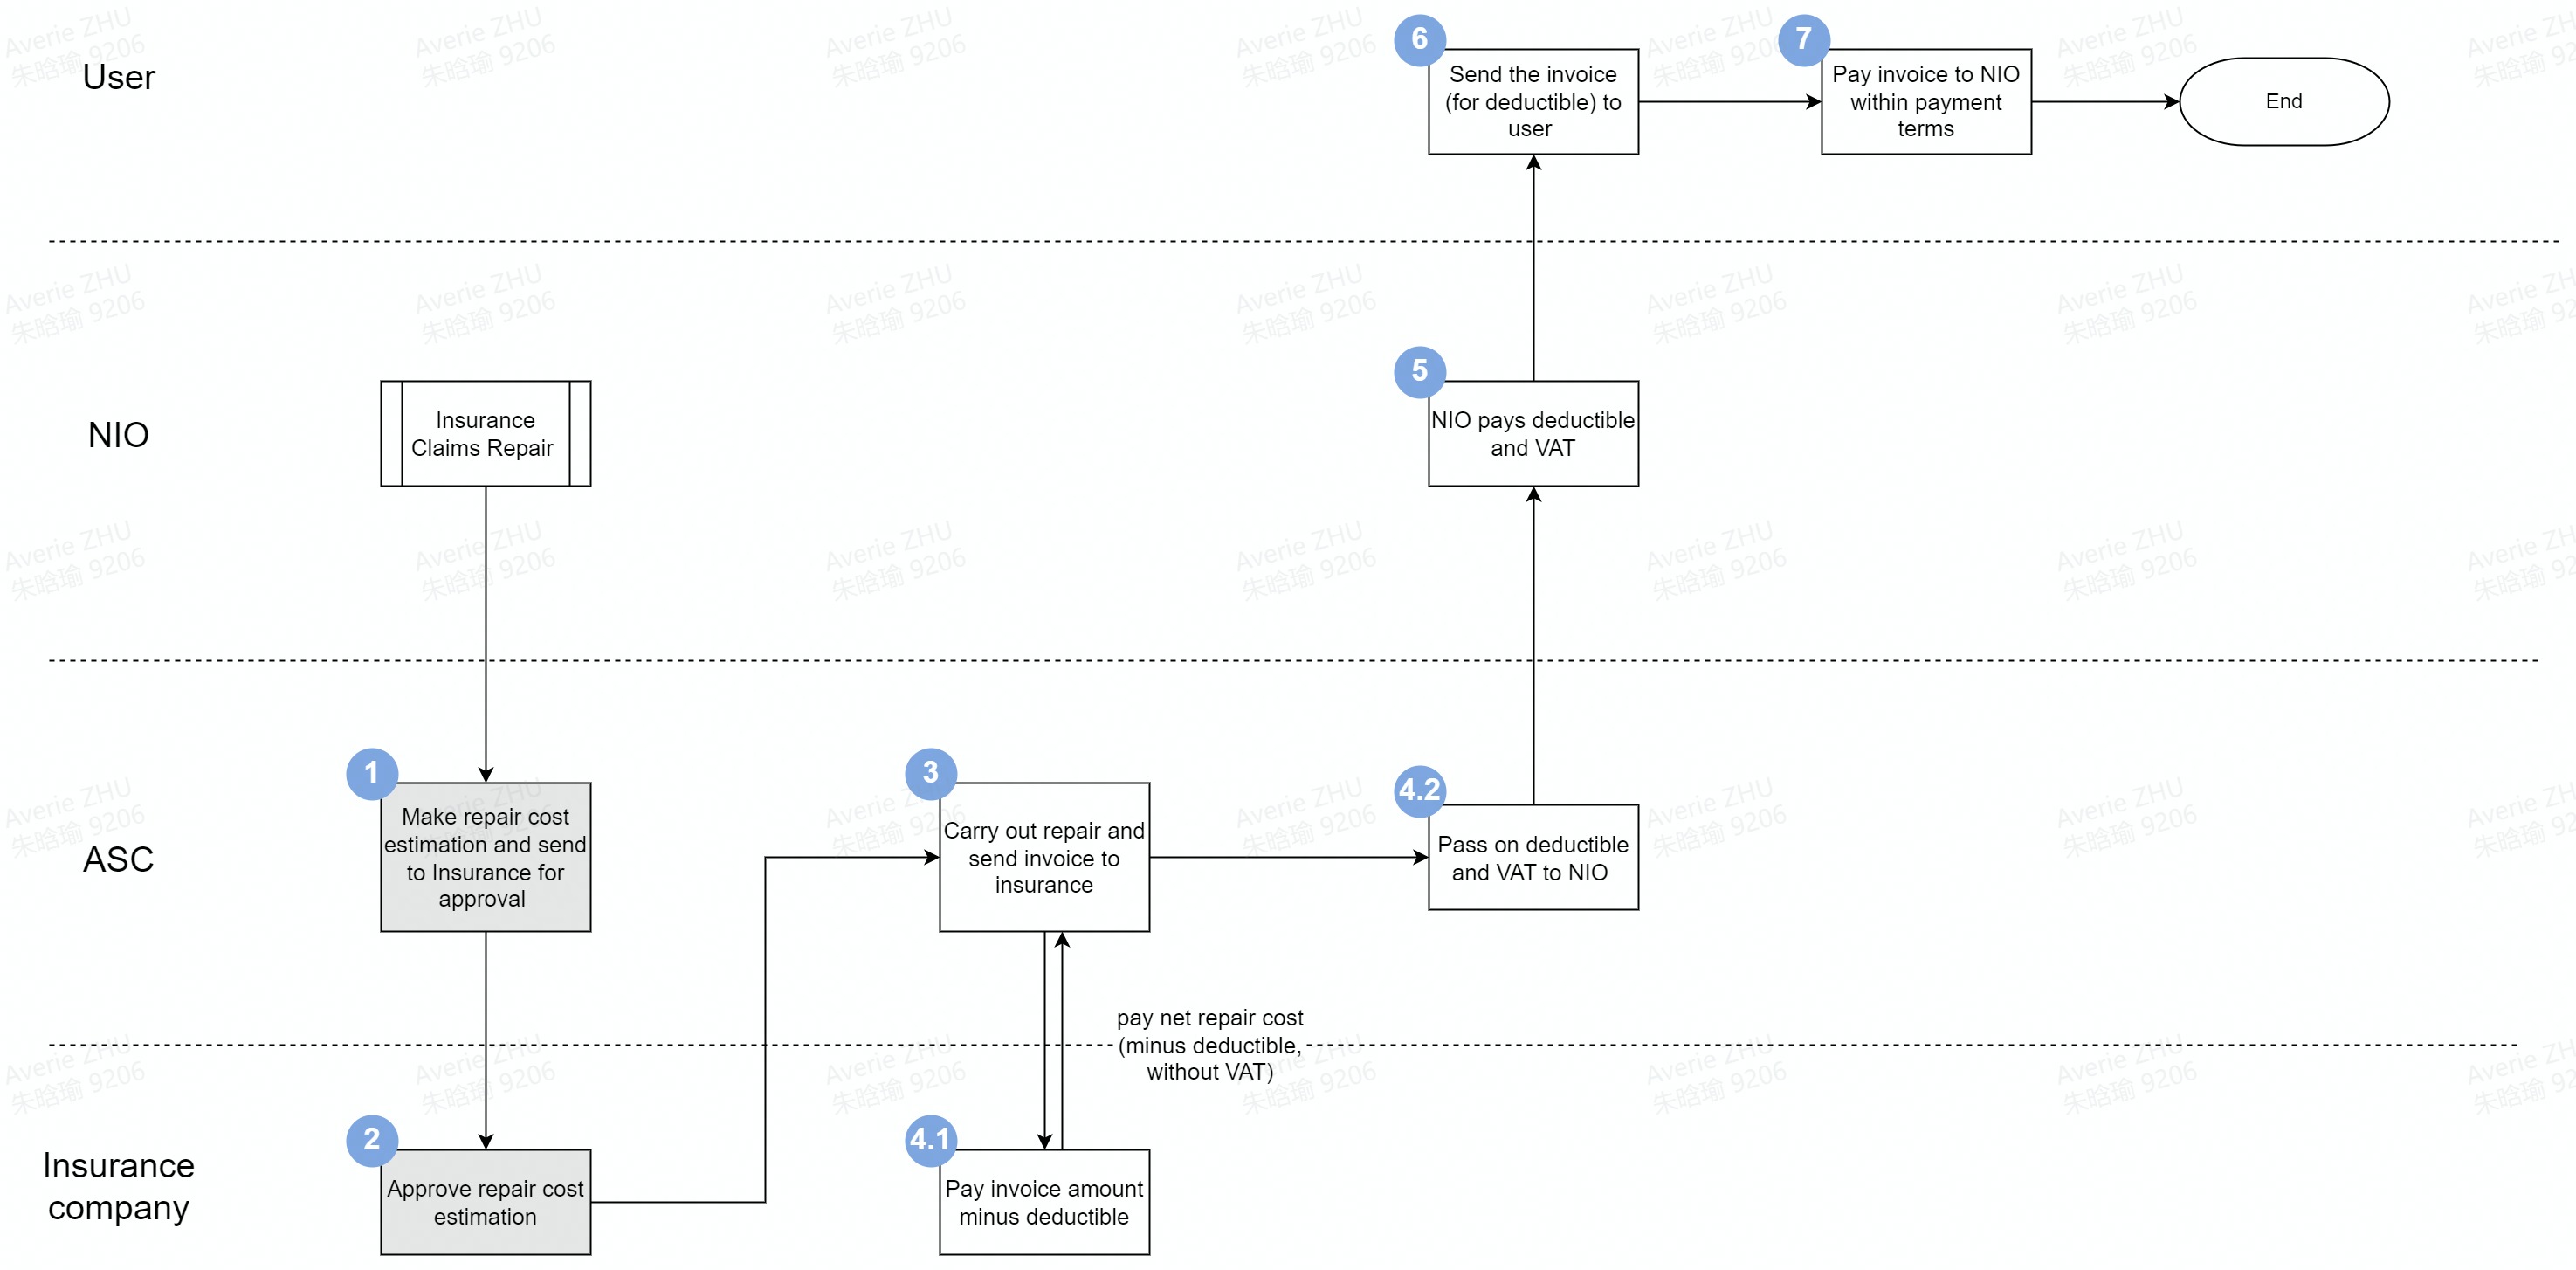 User
6
Send the invoice
(for deductible) to
user
7
Pay invoice to NIO
within payment
terms
End
NIO
Insurance
Claims Repair
5
NIO pays deductible
and VAT
ASC
1
Make repair cost
estimation and send
to Insurance for
approval
3
Carry out repair and
send invoice to
insurance
4.2
Pass on deductible
and VAT to NIO
pay net repair cost
(minus deductible,
without VAT)
Insurance
company
2
Approve repair cost
estimation
4.1
Pay invoice amount
minus deductible
Averie ZHU
朱晗瑜 9206